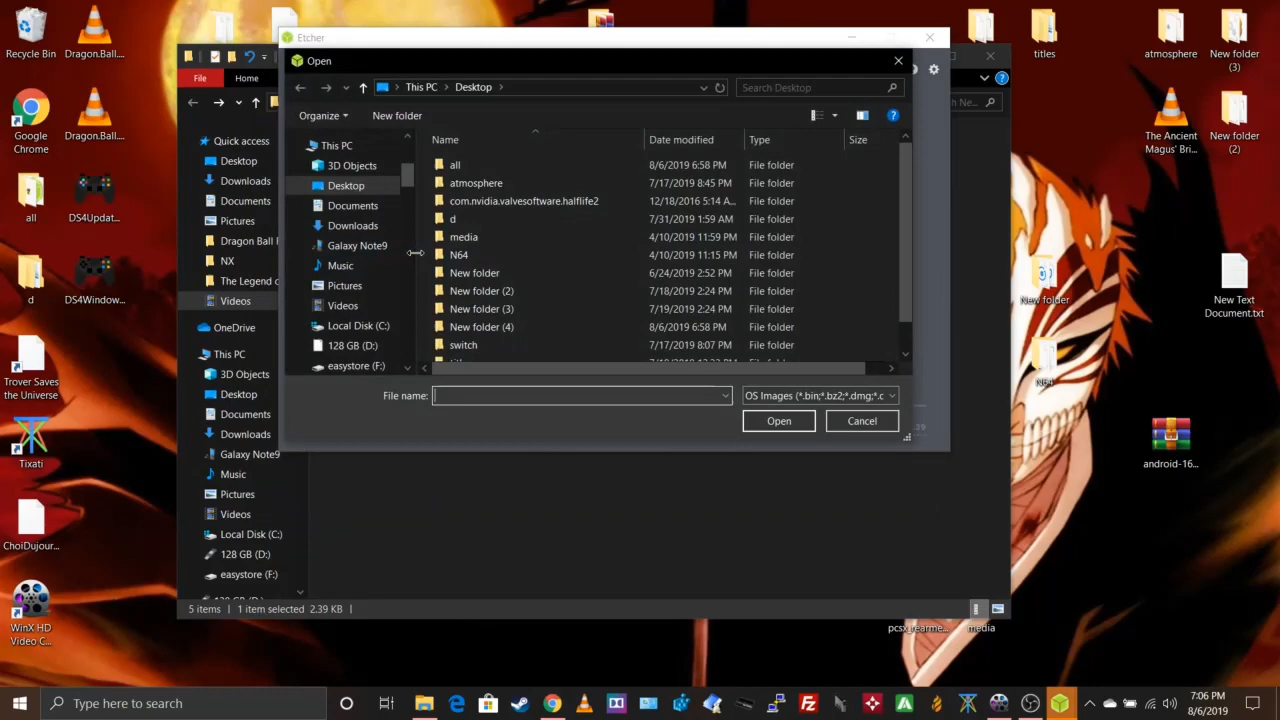 Recycle Bin
Dragon.Ball....
Google
Chrome
Dragon.Ball....
all
DS4Updat...
d
DS4Window...
Trover Saves
the Universe
Tixati
ChoiDujour...
WinX HD
Video C...
File
Home
Quick access
Desktop
Downloads
Documents
Pictures
Dragon Ball
NX
The Legend
Videos
OneDrive
This PC
3D Objects
Desktop
Documents
Downloads
Galaxy Note9
Music
Pictures
Videos
Local Disk (C:)
128 GB (D:)
easystore (F:)
5 items | 1 item selected 2.39 KB |
Etcher
Open
This PC > Desktop >
Search Desktop
Organize
New folder
This PC
3D Objects
Desktop
Documents
Downloads
Galaxy Note9
Music
Pictures
Videos
Local Disk (C:)
128 GB (D:)
easystore (F:)
Name Date modified Type Size
all 8/6/2019 6:58 PM File folder
atmosphere 7/17/2019 8:45 PM File folder
com.nvidia.valvesoftware.halflife2 12/18/2016 5:14 A... File folder
d 7/31/2019 1:59 AM File folder
media 4/10/2019 11:59 PM File folder
N64 4/10/2019 11:15 PM File folder
New folder 6/24/2019 2:52 PM File folder
New folder (2) 7/18/2019 2:24 PM File folder
New folder (3) 7/19/2019 2:24 PM File folder
New folder (4) 8/6/2019 6:58 PM File folder
switch 7/17/2019 8:07 PM File folder
File name:
OS Images (*.bin;*.bz2;*.dmg;*.c
Open
Cancel
titles
atmosphere
New folder
(3)
The Ancient
Magus' Bri...
New folder
(2)
New folder
New Text
Document.txt
N64
android-16...
pcsx_rearme...
media
Type here to search
7:06 PM
8/6/2019